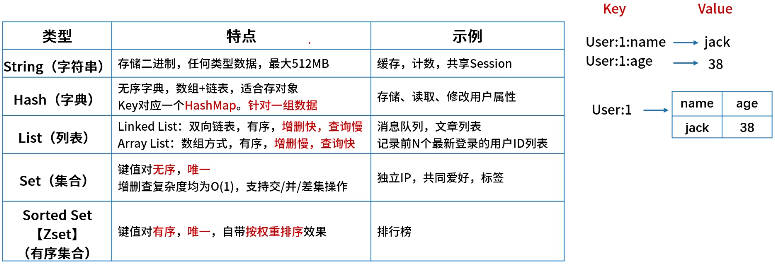 类型 特点 示例
String（字符串） 存储二进制，任何类型数据，最大512MB 缓存，计数，共享Session
Hash（字典） 无序字典，数组+链表，适合存对象
Key对应一个HashMap。针对一组数据 存储、读取、修改用户属性
List（列表） Linked List：双向链表，有序，增删快，查询慢
Array List：数组方式，有序，增删慢，查询快 消息队列，文章列表
记录前N个最新登录的用户ID列表
Set（集合） 键值对无序，唯一
增删查复杂度均为O(1)，支持交/并/差集操作 独立IP，共同爱好，标签
Sorted Set
【Zset】
（有序集合） 键值对有序，唯一，自带按权重排序效果 排行榜
Key Value
User:1:name jack
User:1:age 38
User:1 name age
jack 38